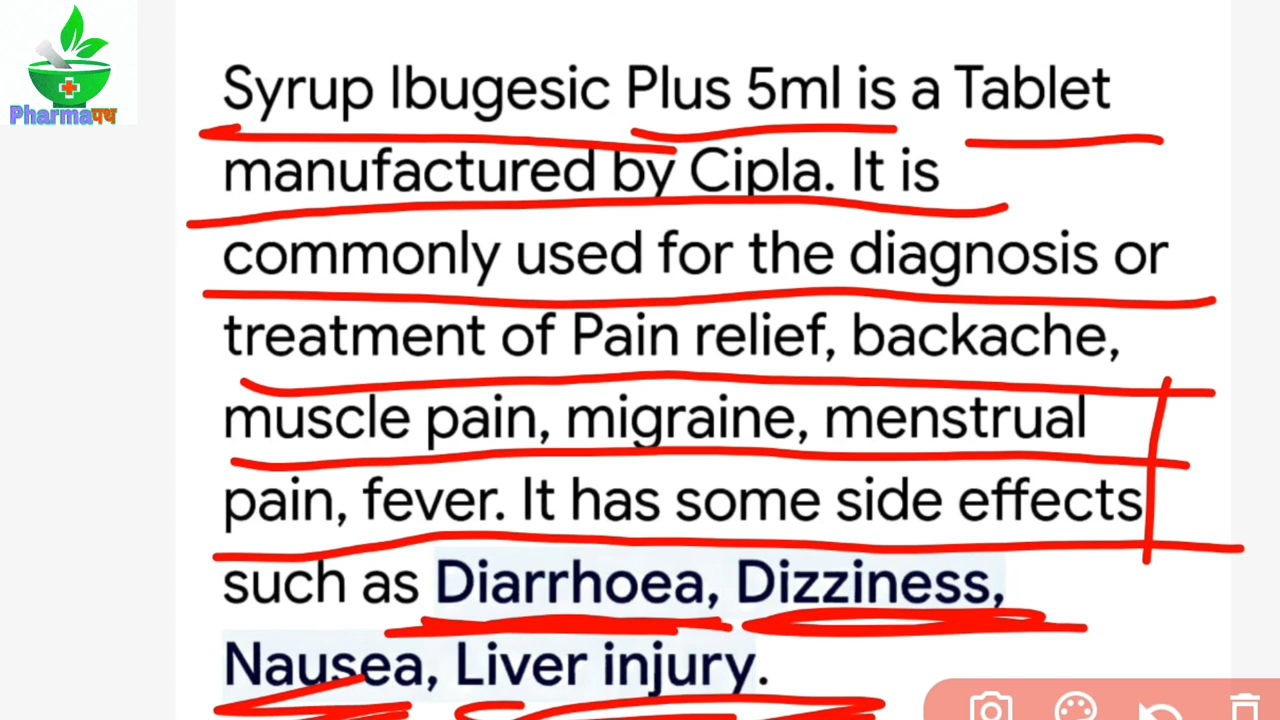 Pharmaपथ
Syrup Ibugesic Plus 5ml is a Tablet
manufactured by Cipla. It is
commonly used for the diagnosis or
treatment of Pain relief, backache,
muscle pain, migraine, menstrual
pain, fever. It has some side effects
such as Diarrhoea, Dizziness,
Nausea, Liver injury.